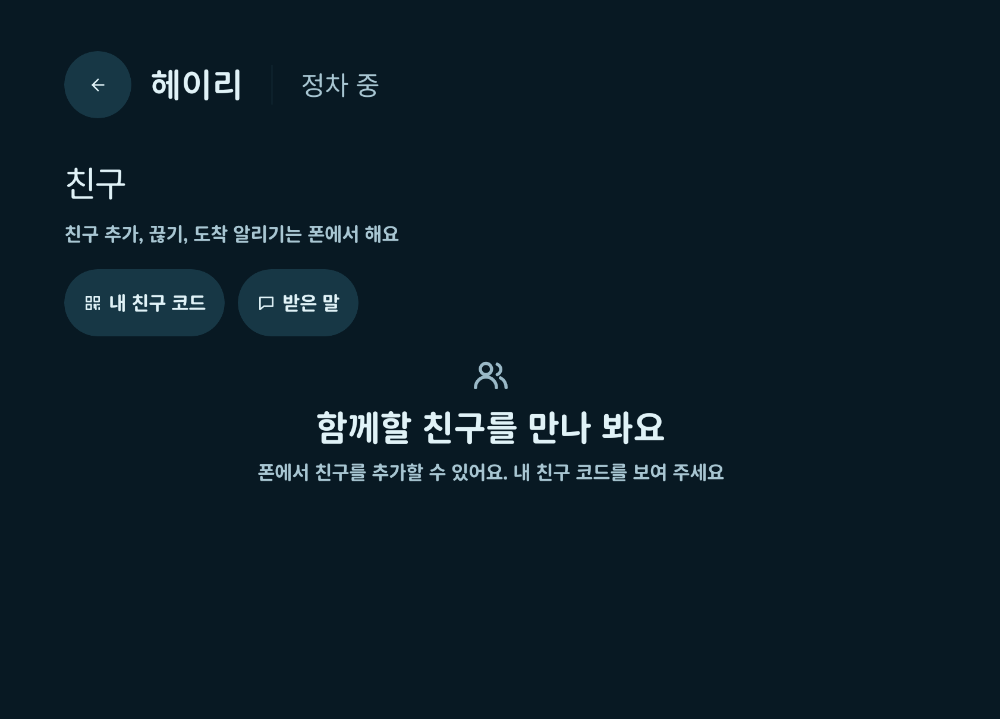 헤이리
정차 중
친구
친구 추가, 끊기, 도착 알리기는 폰에서 해요
내 친구 코드
받은 말
함께할 친구를 만나 봐요
폰에서 친구를 추가할 수 있어요. 내 친구 코드를 보여 주세요